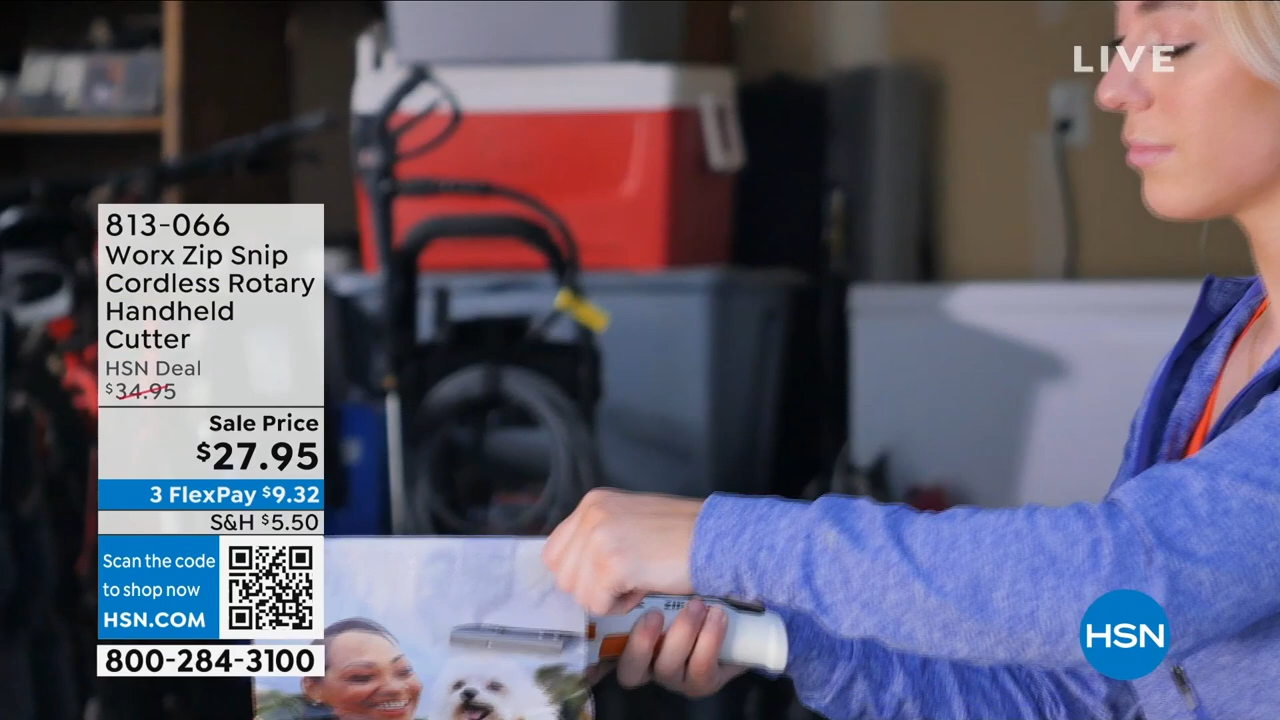 LIVE
813-066
Worx Zip Snip
Cordless Rotary
Handheld
Cutter
HSN Deal
$34.95
Sale Price
$27.95
3 FlexPay $9.32
S&H $5.50
Scan the code
to shop now
HSN.COM
800-284-3100
HSN